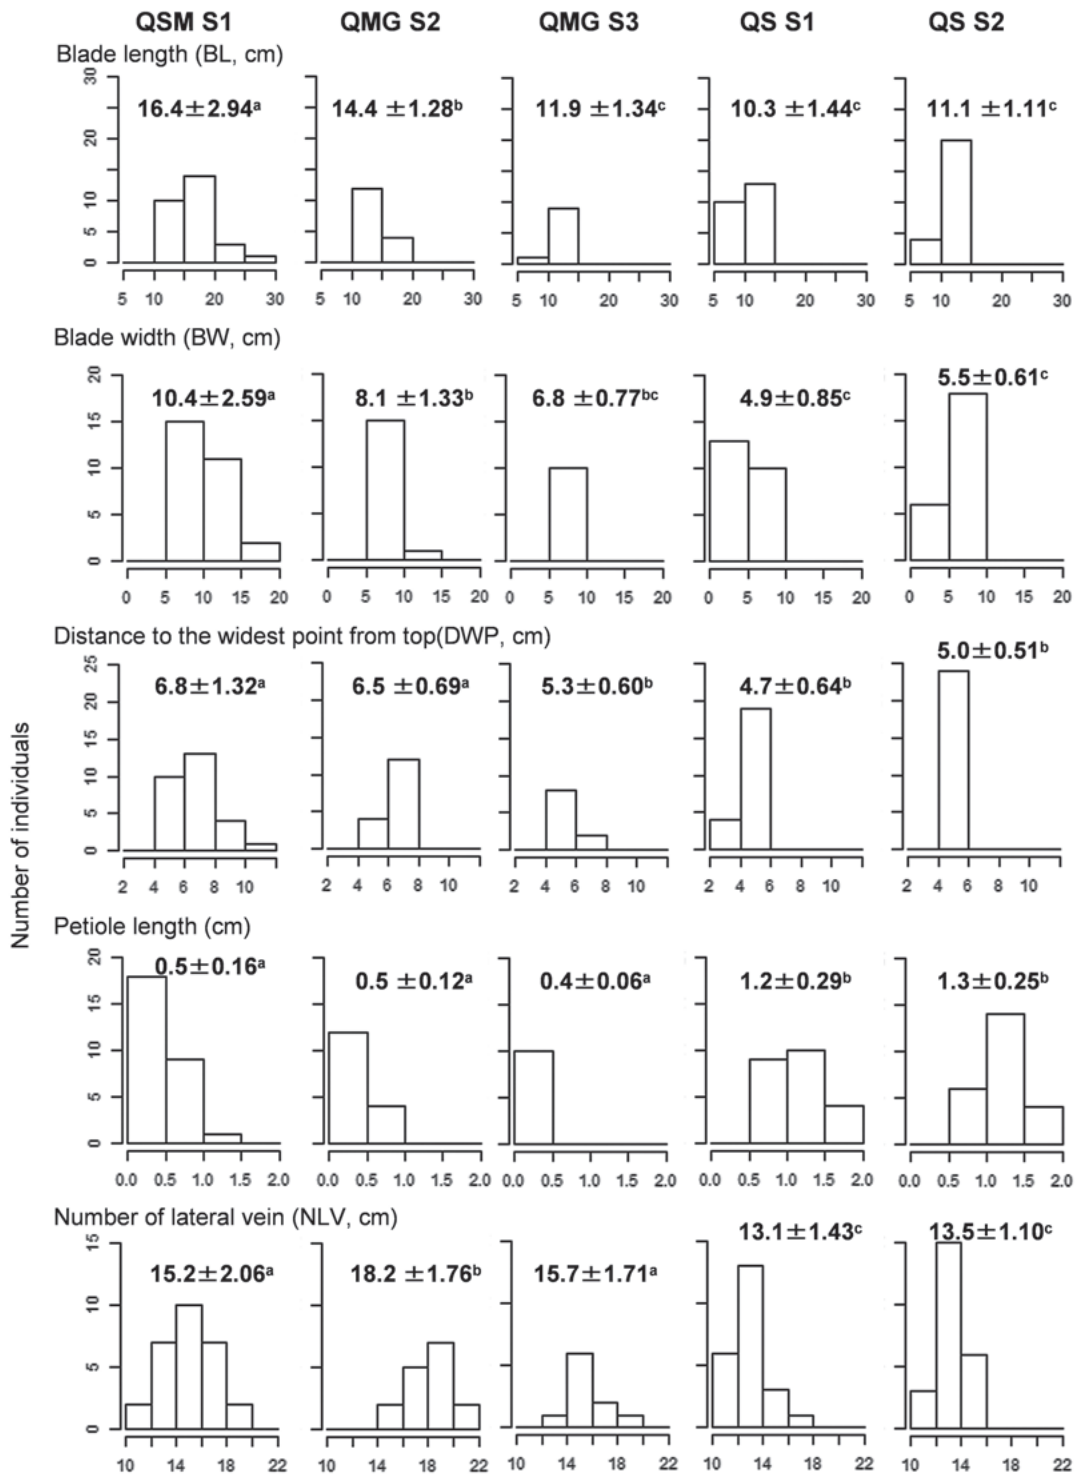 QSM S1 QMG S2 QMG S3 QS S1 QS S2
Blade length (BL, cm)
16.4±2.94a 14.4 ±1.28b 11.9 ±1.34c 10.3 ±1.44c 11.1 ±1.11c
30
20
10
5
0
5 10 20 30 5 10 20 30 5 10 20 30 5 10 20 30 5 10 20 30
Blade width (BW, cm)
10.4±2.59a 8.1 ±1.33b 6.8 ±0.77bc 4.9±0.85c 5.5±0.61c
20
15
10
5
0
0 5 10 15 20 0 5 10 15 20 0 5 10 15 20 0 5 10 15 20 0 5 10 15 20
Distance to the widest point from top(DWP, cm)
6.8±1.32a 6.5 ±0.69a 5.3±0.60b 4.7±0.64b 5.0±0.51b
25
20
15
10
5
0
2 4 6 8 10 2 4 6 8 10 2 4 6 8 10 2 4 6 8 10 2 4 6 8 10
Number of individuals
Petiole length (cm)
0.5±0.16a 0.5 ±0.12a 0.4±0.06a 1.2±0.29b 1.3±0.25b
20
15
10
5
0
0.0 0.5 1.0 1.5 2.0 0.0 0.5 1.0 1.5 2.0 0.0 0.5 1.0 1.5 2.0 0.0 0.5 1.0 1.5 2.0 0.0 0.5 1.0 1.5 2.0
Number of lateral vein (NLV, cm)
15.2±2.06a 18.2 ±1.76b 15.7±1.71a 13.1±1.43c 13.5±1.10c
15
10
5
0
10 14 18 22 10 14 18 22 10 14 18 22 10 14 18 22 10 14 18 22